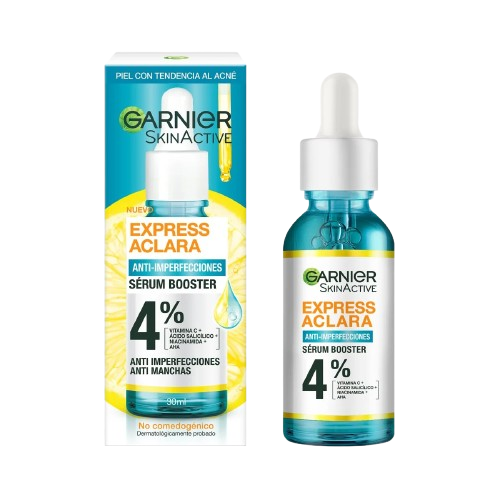 PIEL CON TENDENCIA AL ACNÉ
GARNIER
SKINACTIVE
NUEVO
EXPRESS
ACLARA
ANTI-IMPERFECCIONES
SÉRUM BOOSTER
4%
VITAMINA C +
ÁCIDO SALICÍLICO +
NIACINAMIDA +
AHA
ANTI IMPERFECCIONES
ANTI MANCHAS
30ml
No comedogénico
Dermatológicamente probado
GARNIER
SKINACTIVE
EXPRESS
ACLARA
ANTI-IMPERFECCIONES
SÉRUM BOOSTER
4%
VITAMINA C +
ÁCIDO SALICÍLICO +
NIACINAMIDA +
AHA